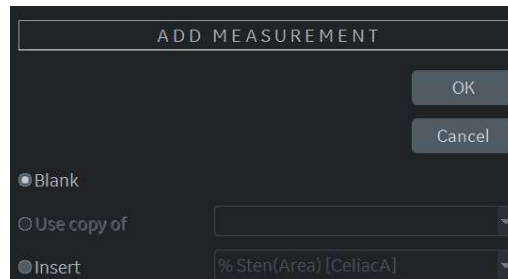 ADD MEASUREMENT
OK
Cancel
Blank
Use copy of
Insert % Sten(Area) [CeliacA]